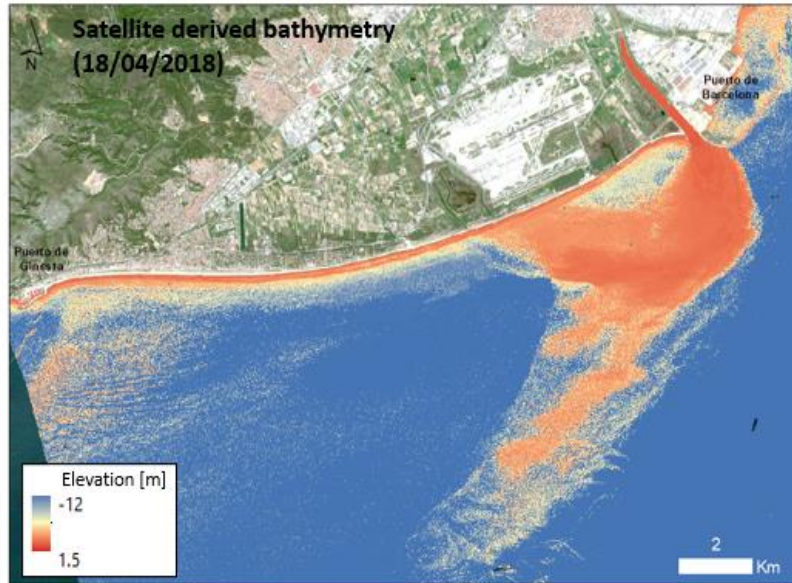 Satellite derived bathymetry
(18/04/2018)
N
Puerto de
Barcelona
Puerto de
Ginesta
Elevation [m]
-12
1.5
2
Km